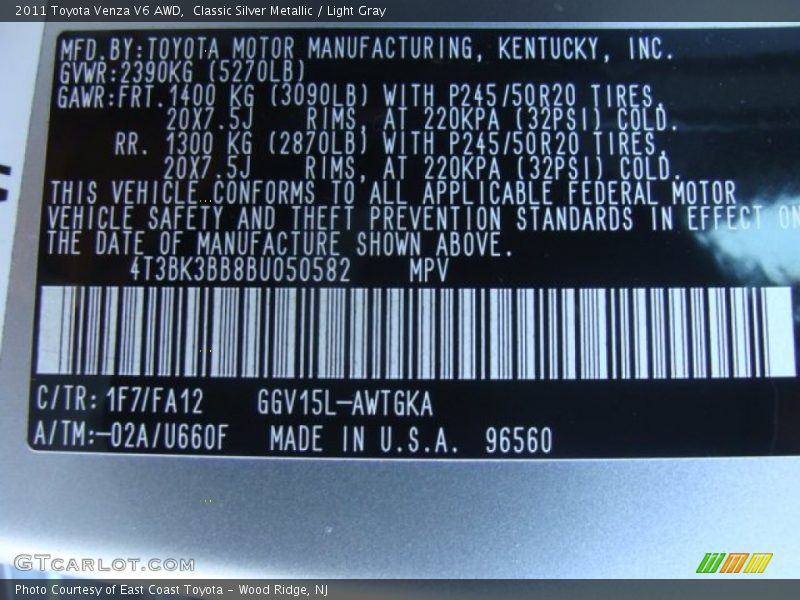 2011 Toyota Venza V6 AWD,  Classic Silver Metallic / Light Gray
MFD.BY:TOYOTA MOTOR MANUFACTURING, KENTUCKY, INC.
GVWR:2390KG (5270LB)
GAWR:FRT.1400 KG (3090LB) WITH P245/50R20 TIRES,
20X7.5J RIMS, AT 220KPA (32PSI) COLD.
RR. 1300 KG (2870LB) WITH P245/50R20 TIRES,
20X7.5J RIMS, AT 220KPA (32PSI) COLD.
THIS VEHICLE CONFORMS TO ALL APPLICABLE FEDERAL MOTOR
VEHICLE SAFETY AND THEFT PREVENTION STANDARDS IN EFFECT ON
THE DATE OF MANUFACTURE SHOWN ABOVE.
4T3BK3BB8BU050582 MPV
C/TR:1F7/FA12 GGV15L-AWTGKA
A/TM:-02A/U660F MADE IN U.S.A. 96560
GTCARLOT.COM
Photo Courtesy of East Coast Toyota - Wood Ridge, NJ